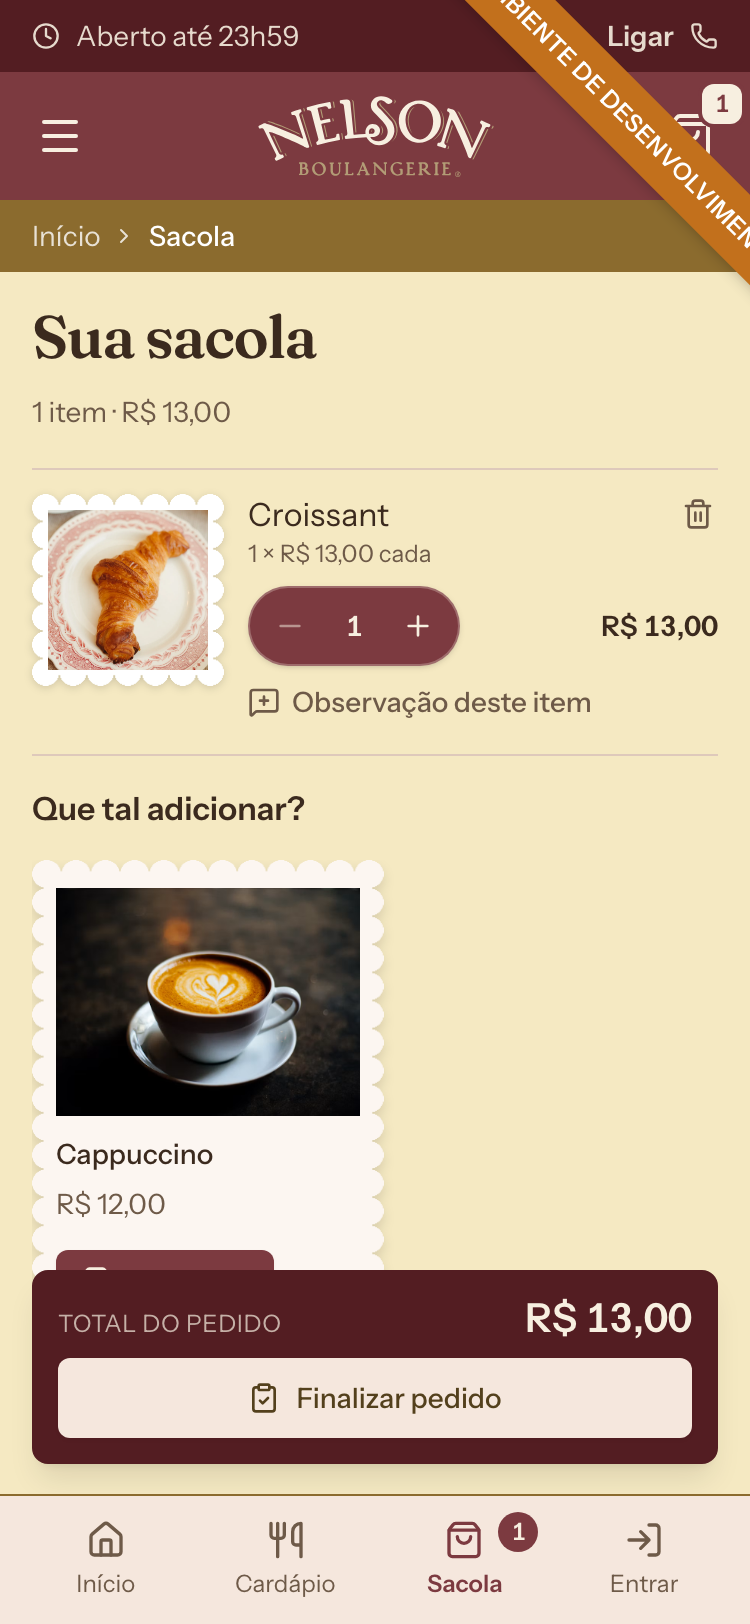 Aberto até 23h59
Ligar
BIENTE DE DESENVOLVIMEN
1
NELSON
BOULANGERIE
Início > Sacola
Sua sacola
1 item · R$ 13,00
Croissant
1 × R$ 13,00 cada
− 1 +
R$ 13,00
Observação deste item
Que tal adicionar?
Cappuccino
R$ 12,00
TOTAL DO PEDIDO
R$ 13,00
Finalizar pedido
1
Início
Cardápio
Sacola
Entrar